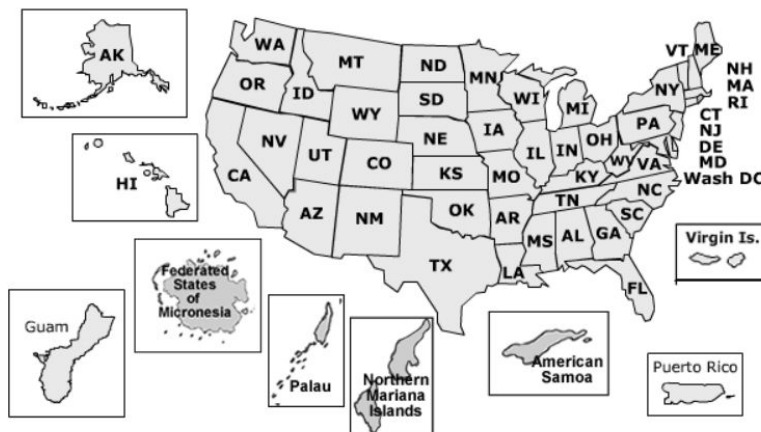 AK
WA
MT
ND
MN
VT
ME
NH
MA
RI
OR
ID
SD
WI
MI
NY
WY
CT
NJ
DE
MD
Wash DC
NV
UT
CO
NE
IA
IL
IN
OH
PA
WV
VA
HI
CA
KS
MO
KY
NC
AZ
NM
OK
AR
TN
SC
MS
AL
GA
Virgin Is.
TX
LA
FL
Federated
States
of
Micronesia
Guam
Palau
Northern
Mariana
Islands
American
Samoa
Puerto Rico